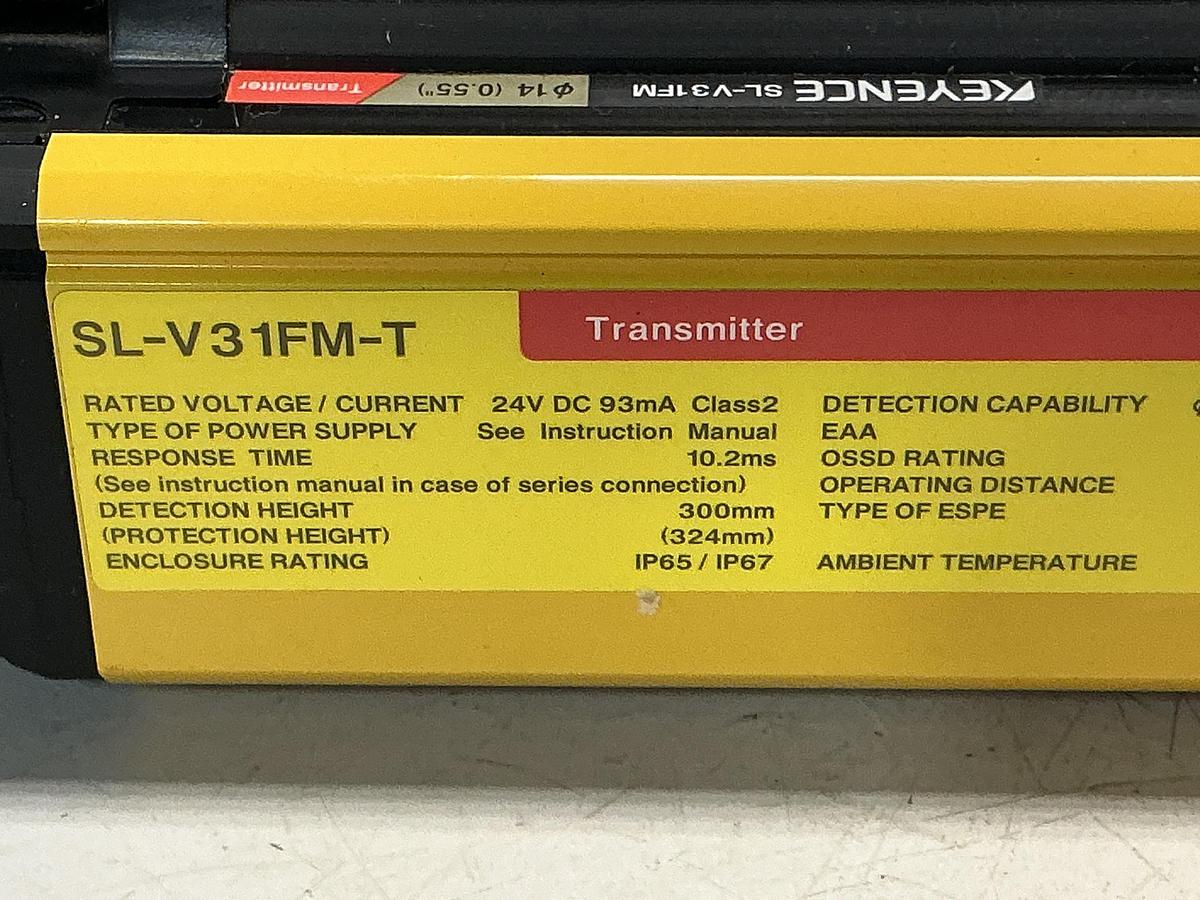 KEYENCE SL-V31FM ϕ14 (0.55") Transmitter
SL-V31FM-T Transmitter
RATED VOLTAGE / CURRENT 24V DC 93mA Class2 DETECTION CAPABILITY
TYPE OF POWER SUPPLY See Instruction Manual EAA
RESPONSE TIME 10.2ms OSSD RATING
(See instruction manual in case of series connection) OPERATING DISTANCE
DETECTION HEIGHT 300mm TYPE OF ESPE
(PROTECTION HEIGHT) (324mm)
ENCLOSURE RATING IP65 / IP67 AMBIENT TEMPERATURE